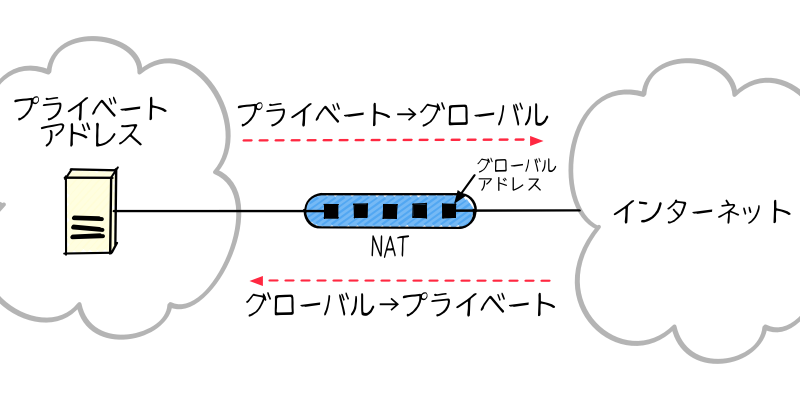 プライベート
アドレス
プライベート→グローバル
グローバル
アドレス
インターネット
NAT
グローバル→プライベート